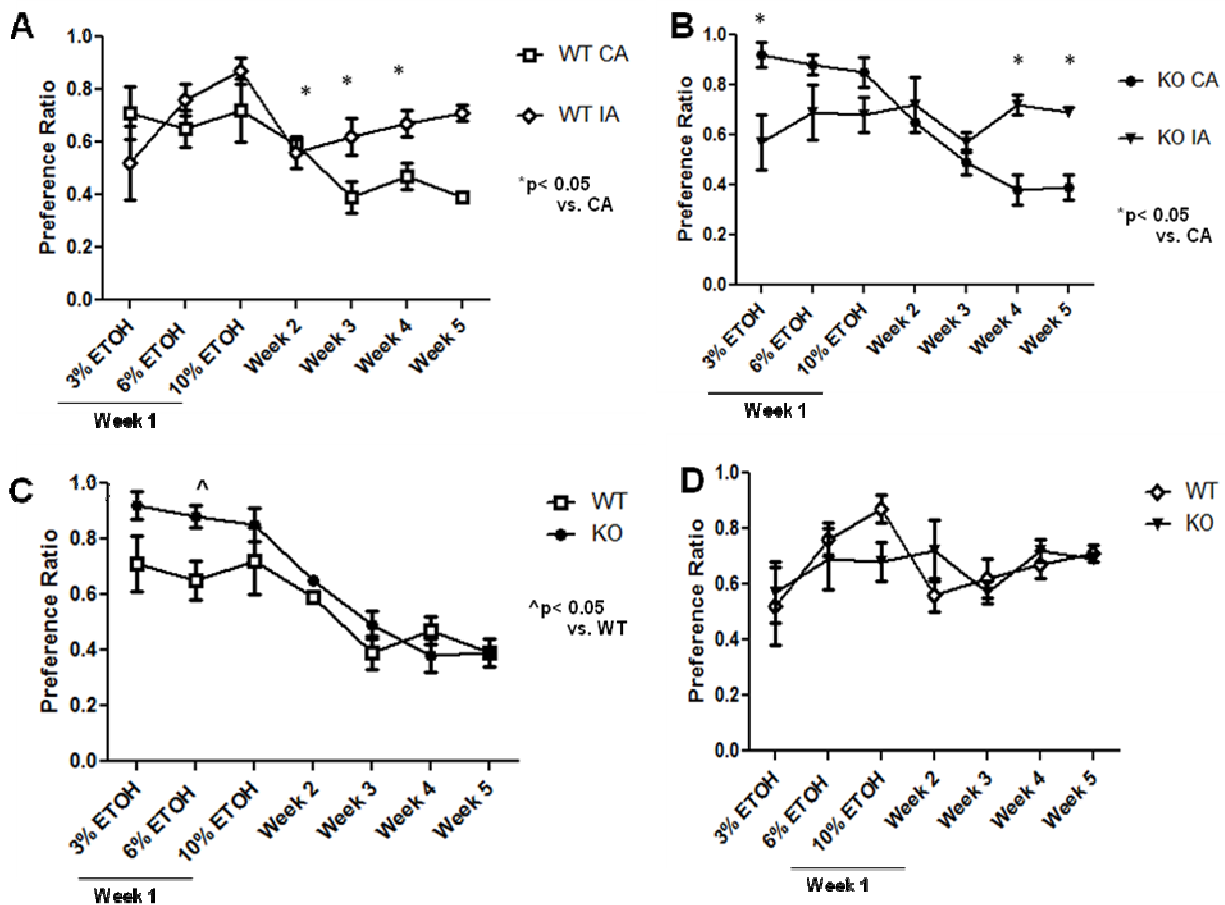 A
1.0
0.8
0.6
0.4
0.2
0.0
Preference Ratio
* * *
WT CA
WT IA
*p< 0.05
vs. CA
3% ETOH
6% ETOH
10% ETOH
Week 2
Week 3
Week 4
Week 5
Week 1
B
1.0
0.8
0.6
0.4
0.2
0.0
Preference Ratio
* * *
KO CA
KO IA
*p< 0.05
vs. CA
3% ETOH
6% ETOH
10% ETOH
Week 2
Week 3
Week 4
Week 5
Week 1
C
1.0
0.8
0.6
0.4
0.2
0.0
Preference Ratio
^
WT
KO
^p< 0.05
vs. WT
3% ETOH
6% ETOH
10% ETOH
Week 2
Week 3
Week 4
Week 5
Week 1
D
1.0
0.8
0.6
0.4
0.2
0.0
Preference Ratio
WT
KO
3% ETOH
6% ETOH
10% ETOH
Week 2
Week 3
Week 4
Week 5
Week 1